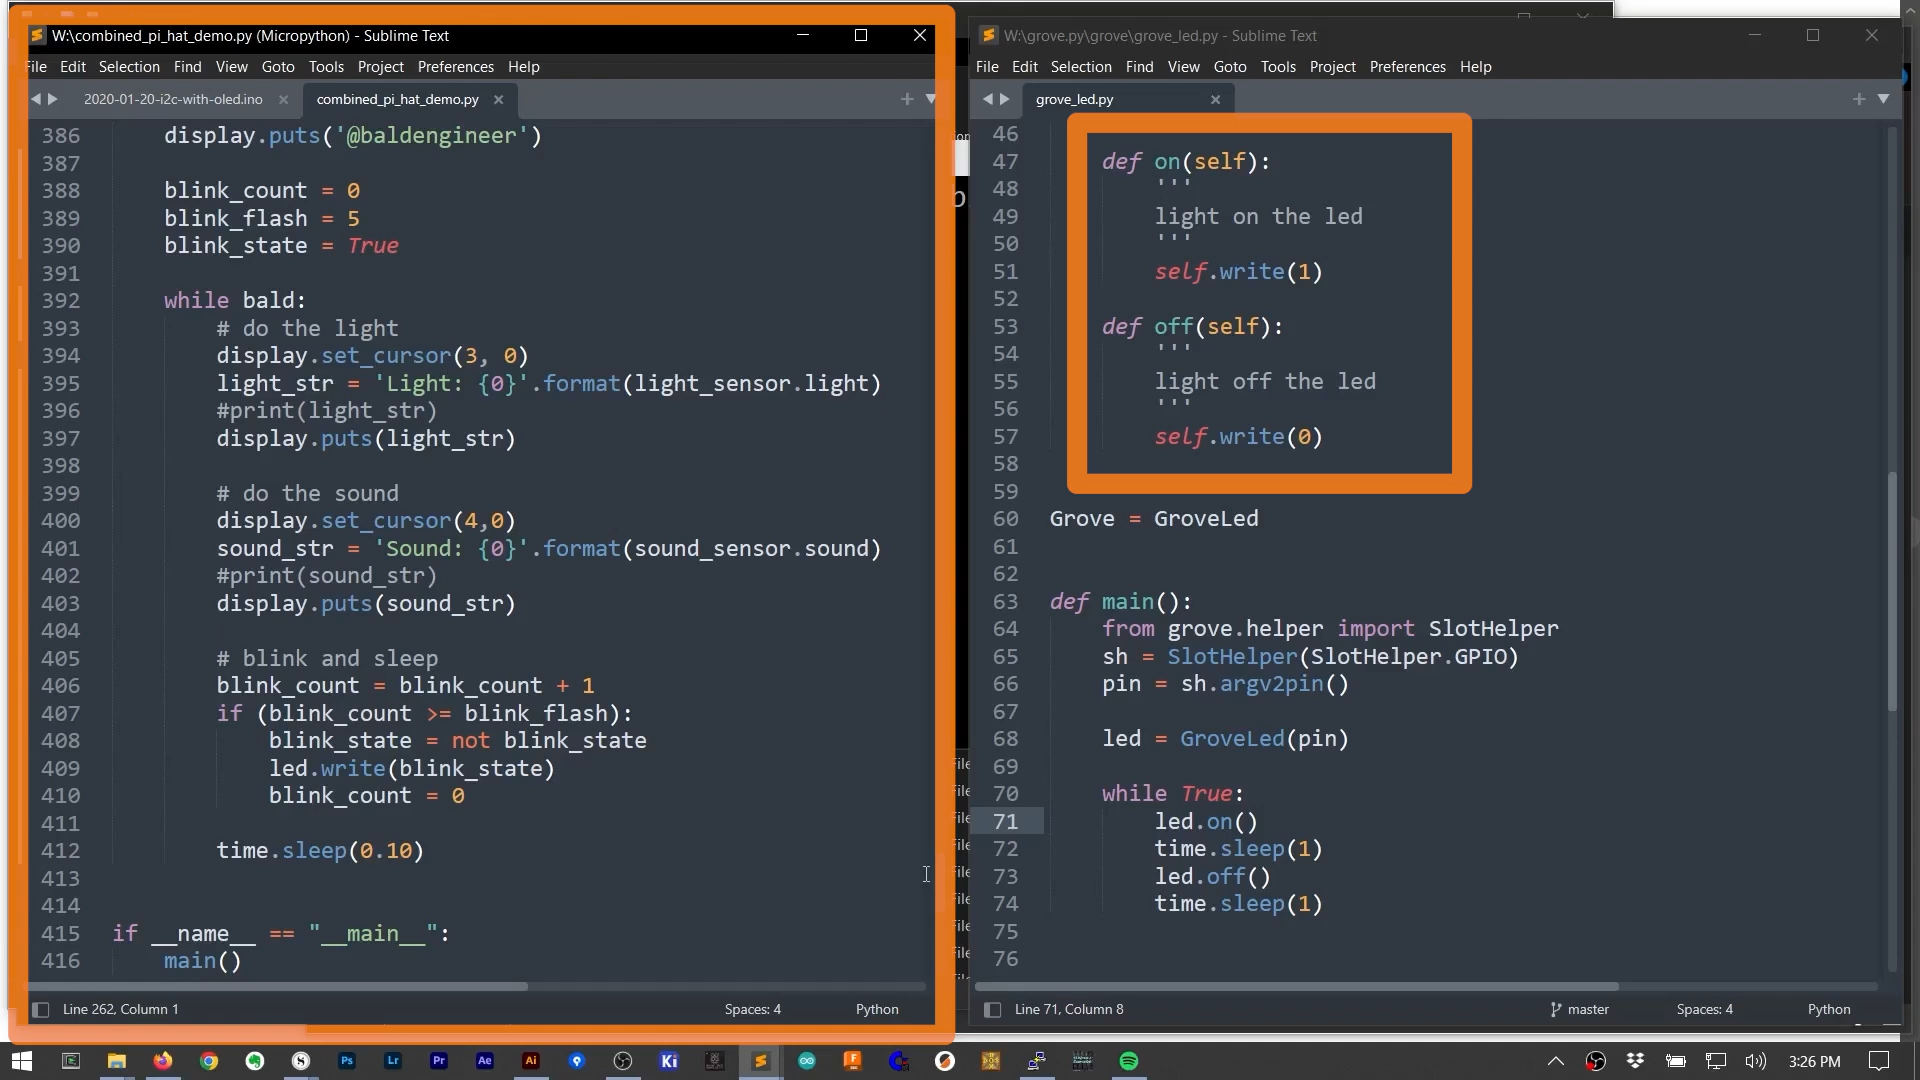 W:\combined_pi_hat_demo.py (Micropython) - Sublime Text
File Edit Selection Find View Goto Tools Project Preferences Help
2020-01-20-i2c-with-oled.ino
combined_pi_hat_demo.py
386 display.puts('@baldengineer')
387
388 blink_count = 0
389 blink_flash = 5
390 blink_state = True
391
392 while bald:
393 # do the light
394 display.set_cursor(3, 0)
395 light_str = 'Light: {0}'.format(light_sensor.light)
396 #print(light_str)
397 display.puts(light_str)
398
399 # do the sound
400 display.set_cursor(4,0)
401 sound_str = 'Sound: {0}'.format(sound_sensor.sound)
402 #print(sound_str)
403 display.puts(sound_str)
404
405 # blink and sleep
406 blink_count = blink_count + 1
407 if (blink_count >= blink_flash):
408 blink_state = not blink_state
409 led.write(blink_state)
410 blink_count = 0
411
412 time.sleep(0.10)
413
414
415 if __name__ == "__main__":
416 main()
Line 262, Column 1
Spaces: 4
Python
W:\grove.py\grove\grove_led.py - Sublime Text
File Edit Selection Find View Goto Tools Project Preferences Help
grove_led.py
46
47 def on(self):
48 '''
49 light on the led
50 '''
51 self.write(1)
52
53 def off(self):
54 '''
55 light off the led
56 '''
57 self.write(0)
58
59
60 Grove = GroveLed
61
62
63 def main():
64 from grove.helper import SlotHelper
65 sh = SlotHelper(SlotHelper.GPIO)
66 pin = sh.argv2pin()
67
68 led = GroveLed(pin)
69
70 while True:
71 led.on()
72 time.sleep(1)
73 led.off()
74 time.sleep(1)
75
76
Line 71, Column 8
master
Spaces: 4
Python
Ps
Lr
Pr
Ae
Ai
Ki
3:26 PM